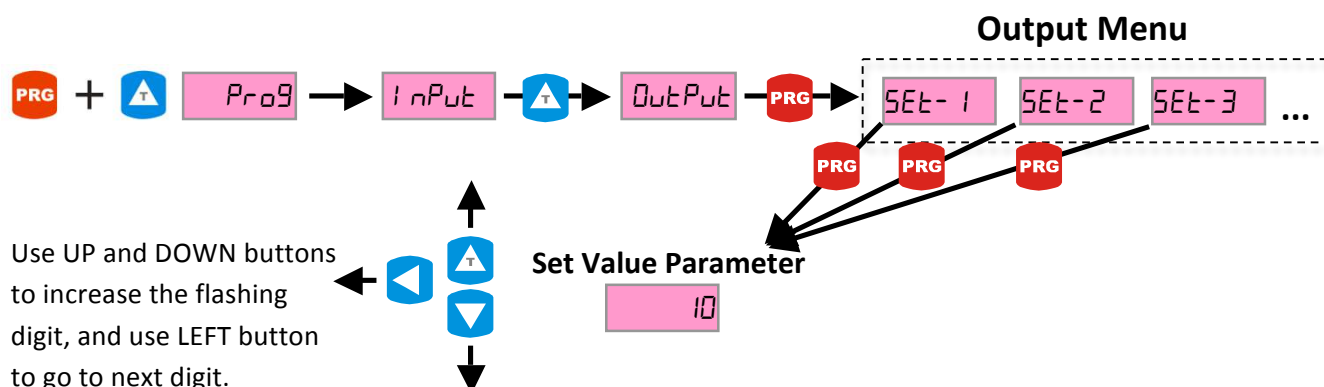 Output Menu
PRG + T Prog InPut T OutPut PRG SEt-1 SEt-2 SEt-3 ...
PRG PRG PRG
Use UP and DOWN buttons
to increase the flashing
digit, and use LEFT button
to go to next digit.
T
Set Value Parameter
10